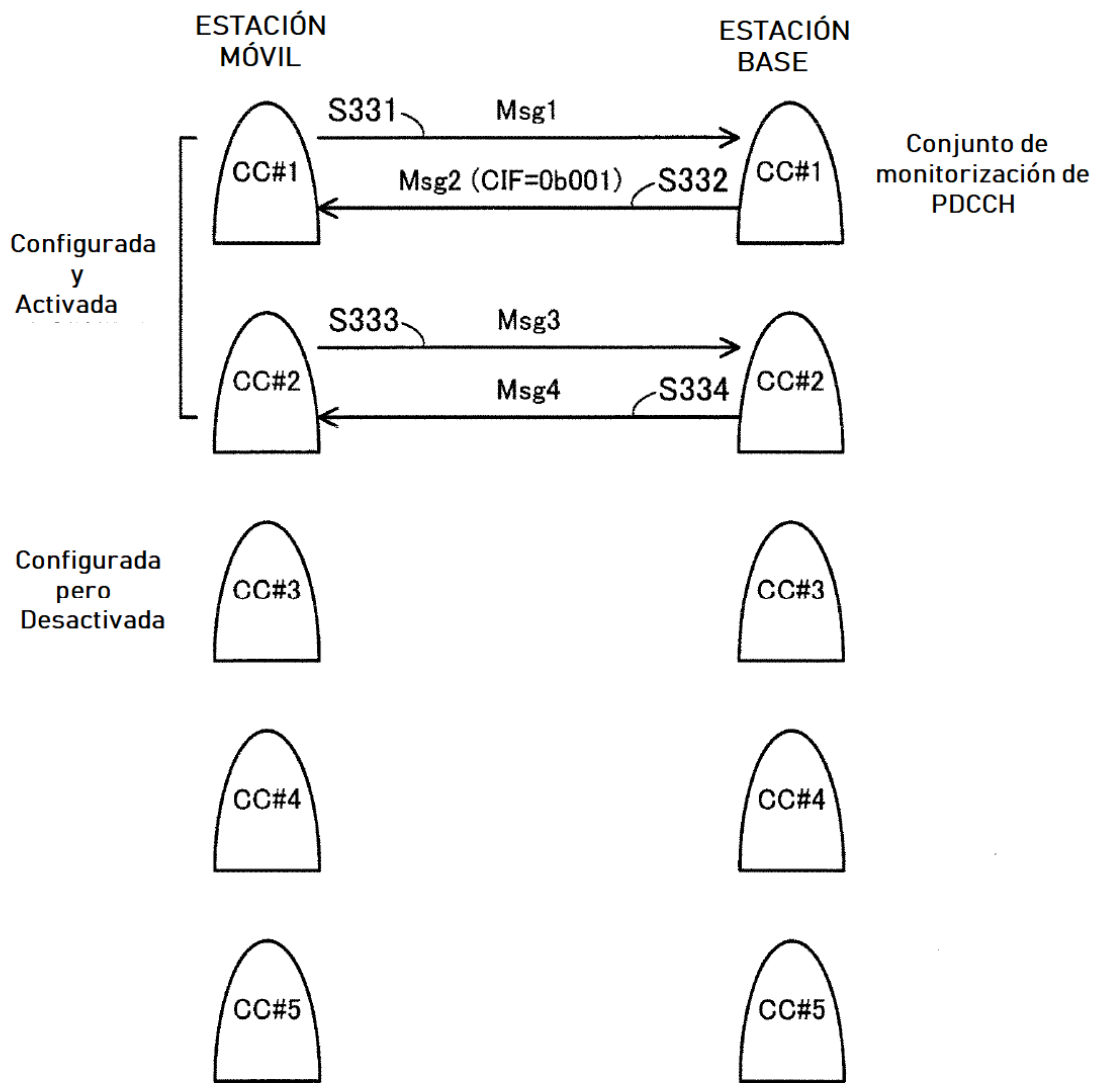 ESTACIÓN
MÓVIL
ESTACIÓN
BASE
S331
Msg1
CC#1
Msg2 (CIF=0b001)
S332
CC#1
Conjunto de
monitorización de
PDCCH
Configurada
y
Activada
S333
Msg3
CC#2
Msg4
S334
CC#2
Configurada
pero
Desactivada
CC#3
CC#3
CC#4
CC#4
CC#5
CC#5